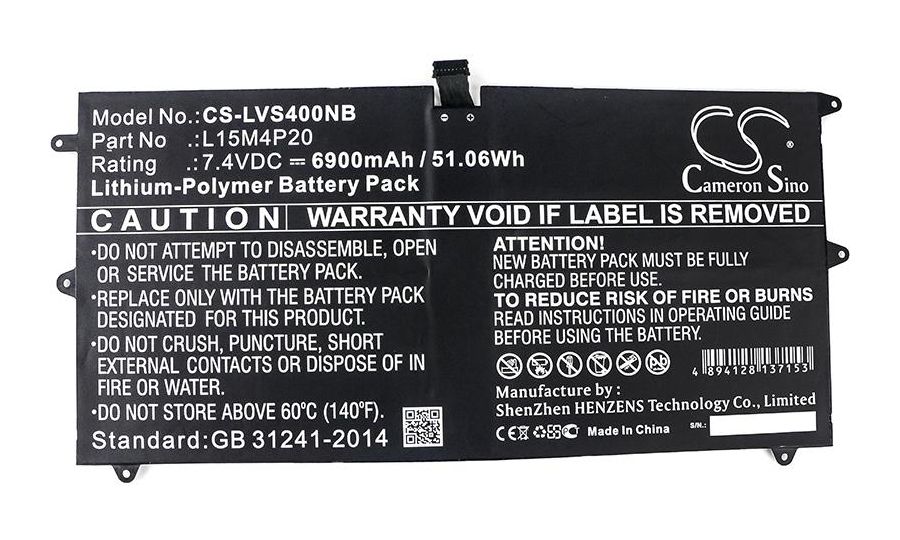 Model No.: CS-LVS400NB
Part No .: L15M4P20
Rating .: 7.4VDC ⎓ 6900mAh / 51.06Wh
Lithium-Polymer Battery Pack
- +
CS
®
Cameron Sino
CAUTION WARRANTY VOID IF LABEL IS REMOVED
•DO NOT ATTEMPT TO DISASSEMBLE, OPEN
OR SERVICE THE BATTERY PACK.
•REPLACE ONLY WITH THE BATTERY PACK
DESIGNATED FOR THIS PRODUCT.
•DO NOT CRUSH, PUNCTURE, SHORT
EXTERNAL CONTACTS OR DISPOSE OF IN
FIRE OR WATER.
•DO NOT STORE ABOVE 60℃ (140℉).
Standard: GB 31241-2014
ATTENTION!
NEW BATTERY PACK MUST BE FULLY
CHARGED BEFORE USE.
TO REDUCE RISK OF FIRE OR BURNS
READ INSTRUCTIONS IN OPERATING GUIDE
BEFORE USING THE BATTERY.
4 894128 137153
Manufacture by :
ShenZhen HENZENS Technology Co., Limited
CE Made In China S/N.: